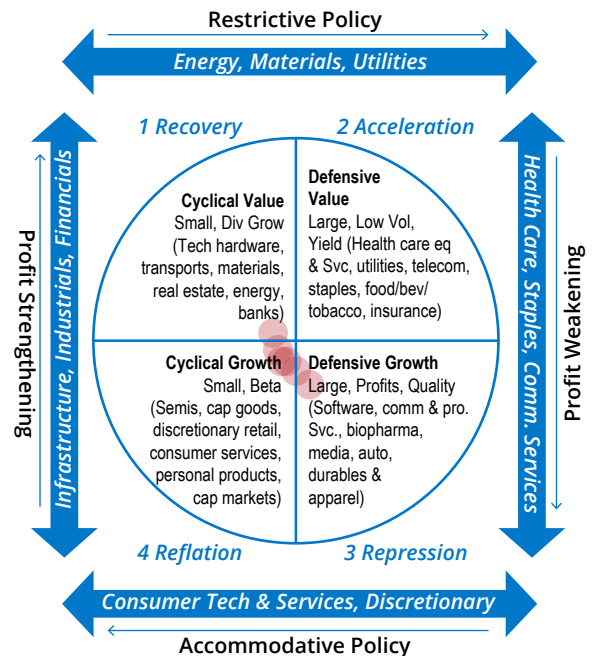 Restrictive Policy
Energy, Materials, Utilities
1 Recovery
2 Acceleration
Profit Strengthening
Infrastructure, Industrials, Financials
Cyclical Value
Small, Div Grow
(Tech hardware,
transports, materials,
real estate, energy,
banks)
Defensive
Value
Large, Low Vol,
Yield (Health care eq
& Svc, utilities, telecom,
staples, food/bev/
tobacco, insurance)
Health Care, Staples, Comm. Services
Profit Weakening
Cyclical Growth
Small, Beta
(Semis, cap goods,
discretionary retail,
consumer services,
personal products,
cap markets)
Defensive Growth
Large, Profits, Quality
(Software, comm & pro.
Svc., biopharma,
media, auto,
durables &
apparel)
4 Reflation
3 Repression
Consumer Tech & Services, Discretionary
Accommodative Policy